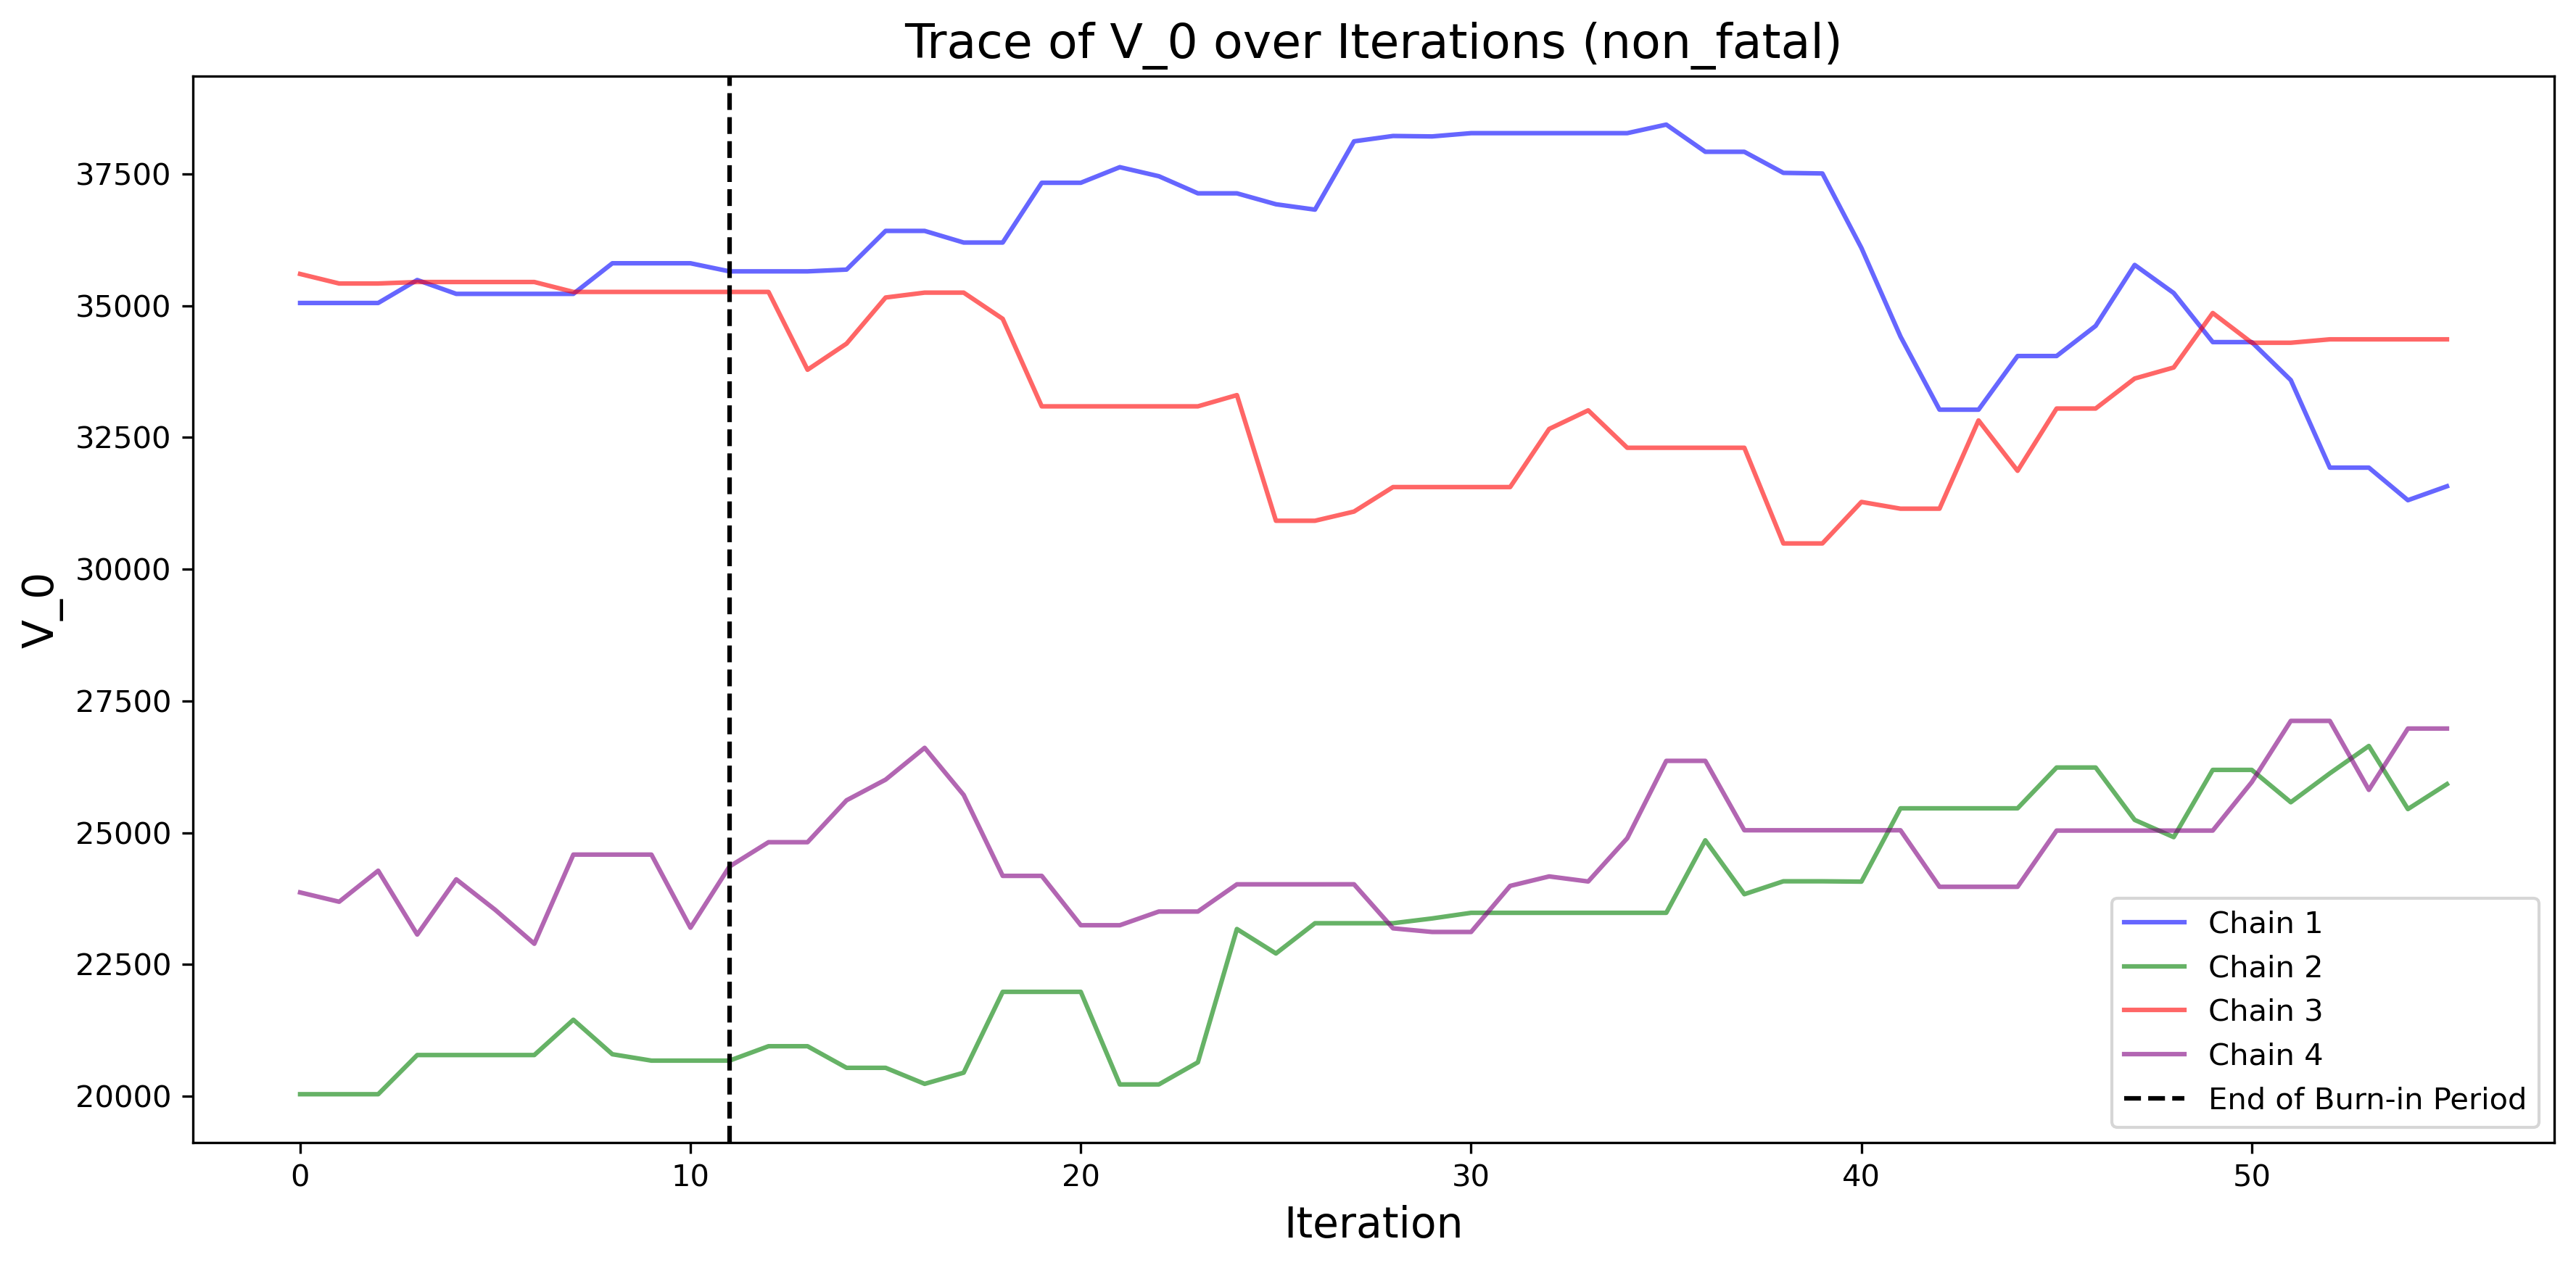 Trace of V_0 over Iterations (non_fatal)
V_0
37500
35000
32500
30000
27500
25000
22500
20000
0 10 20 30 40 50
Iteration
Chain 1
Chain 2
Chain 3
Chain 4
End of Burn-in Period